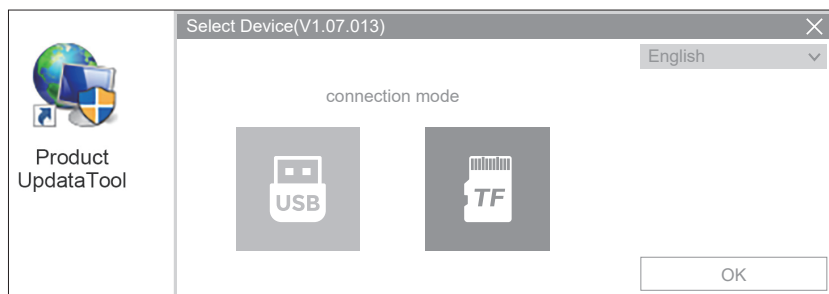 Select Device(V1.07.013)
English
connection mode
Product
UpdataTool
USB
TF
OK